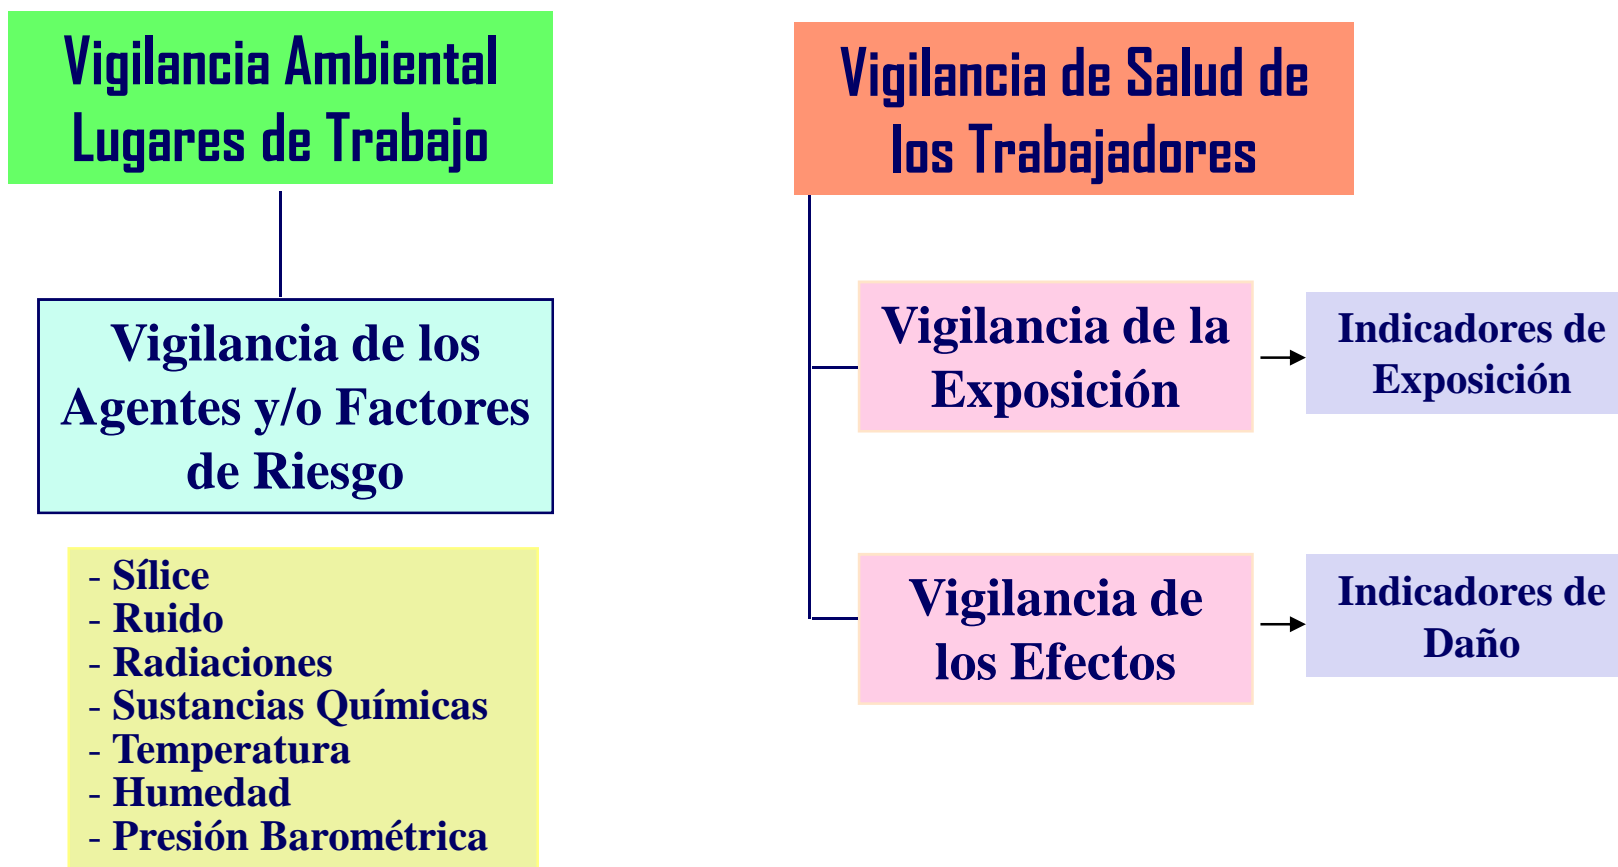 Vigilancia Ambiental
Lugares de Trabajo
Vigilancia de los
Agentes y/o Factores
de Riesgo
- Sílice
- Ruido
- Radiaciones
- Sustancias Químicas
- Temperatura
- Humedad
- Presión Barométrica
Vigilancia de Salud de
los Trabajadores
Vigilancia de la
Exposición
Indicadores de
Exposición
Vigilancia de
los Efectos
Indicadores de
Daño